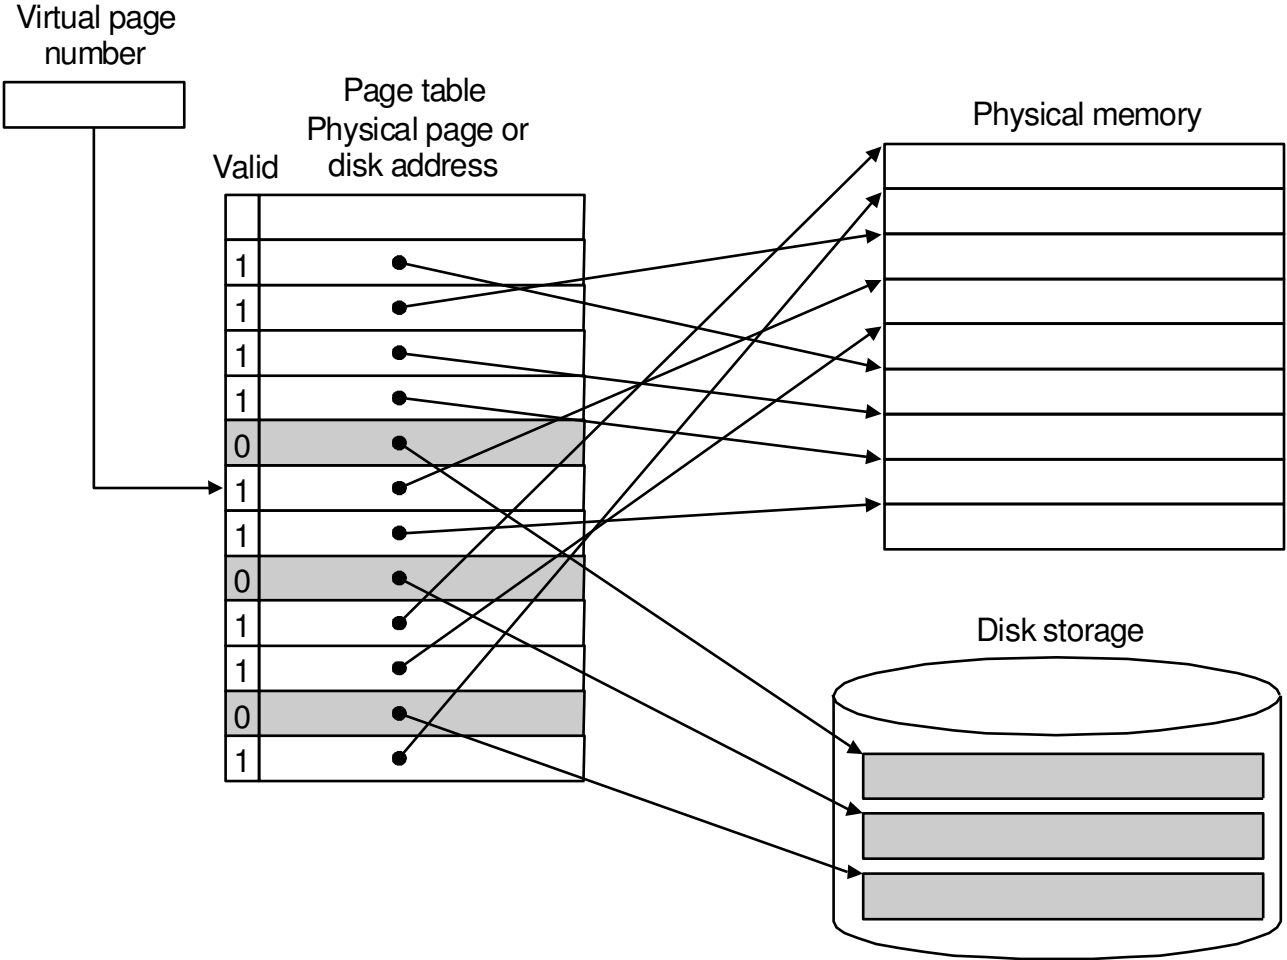 Virtual page
number
Page table
Physical page or
disk address
Valid
Physical memory
1
1
1
1
0
1
1
0
1
1
0
1
Disk storage